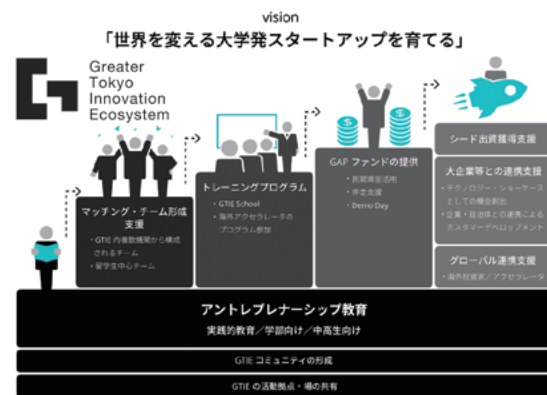 vision
「世界を変える大学発スタートアップを育てる」
Greater
Tokyo
Innovation
Ecosystem
マッチング・チーム形成
支援
・GTIE 内複数機関から構成
されるチーム
・留学生中心チーム
トレーニングプログラム
・GTIE School
・海外アクセラレータの
プログラム参加
GAP ファンドの提供
・民間資金活用
・伴走支援
・Demo Day
シード出資獲得支援
大企業等との連携支援
・テクノロジー・ショーケース
としての機会創出
・企業・自治体との連携による
カスタマーデベロップメント
グローバル連携支援
・海外投資家/アクセラレータ
アントレプレナーシップ教育
実践的教育/学部向け/中高生向け
GTIE コミュニティの形成
GTIE の活動拠点・場の共有